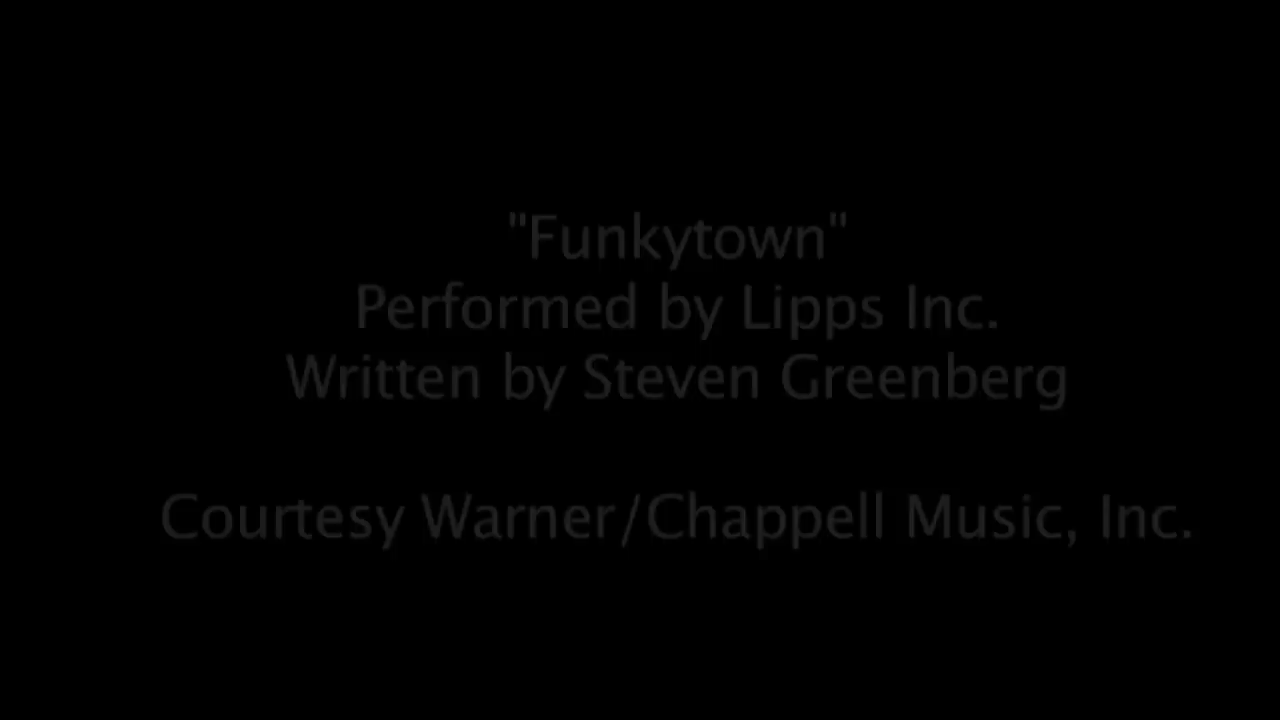 "Funkytown"
Performed by Lipps Inc.
Written by Steven Greenberg
Courtesy Warner/Chappell Music, Inc.